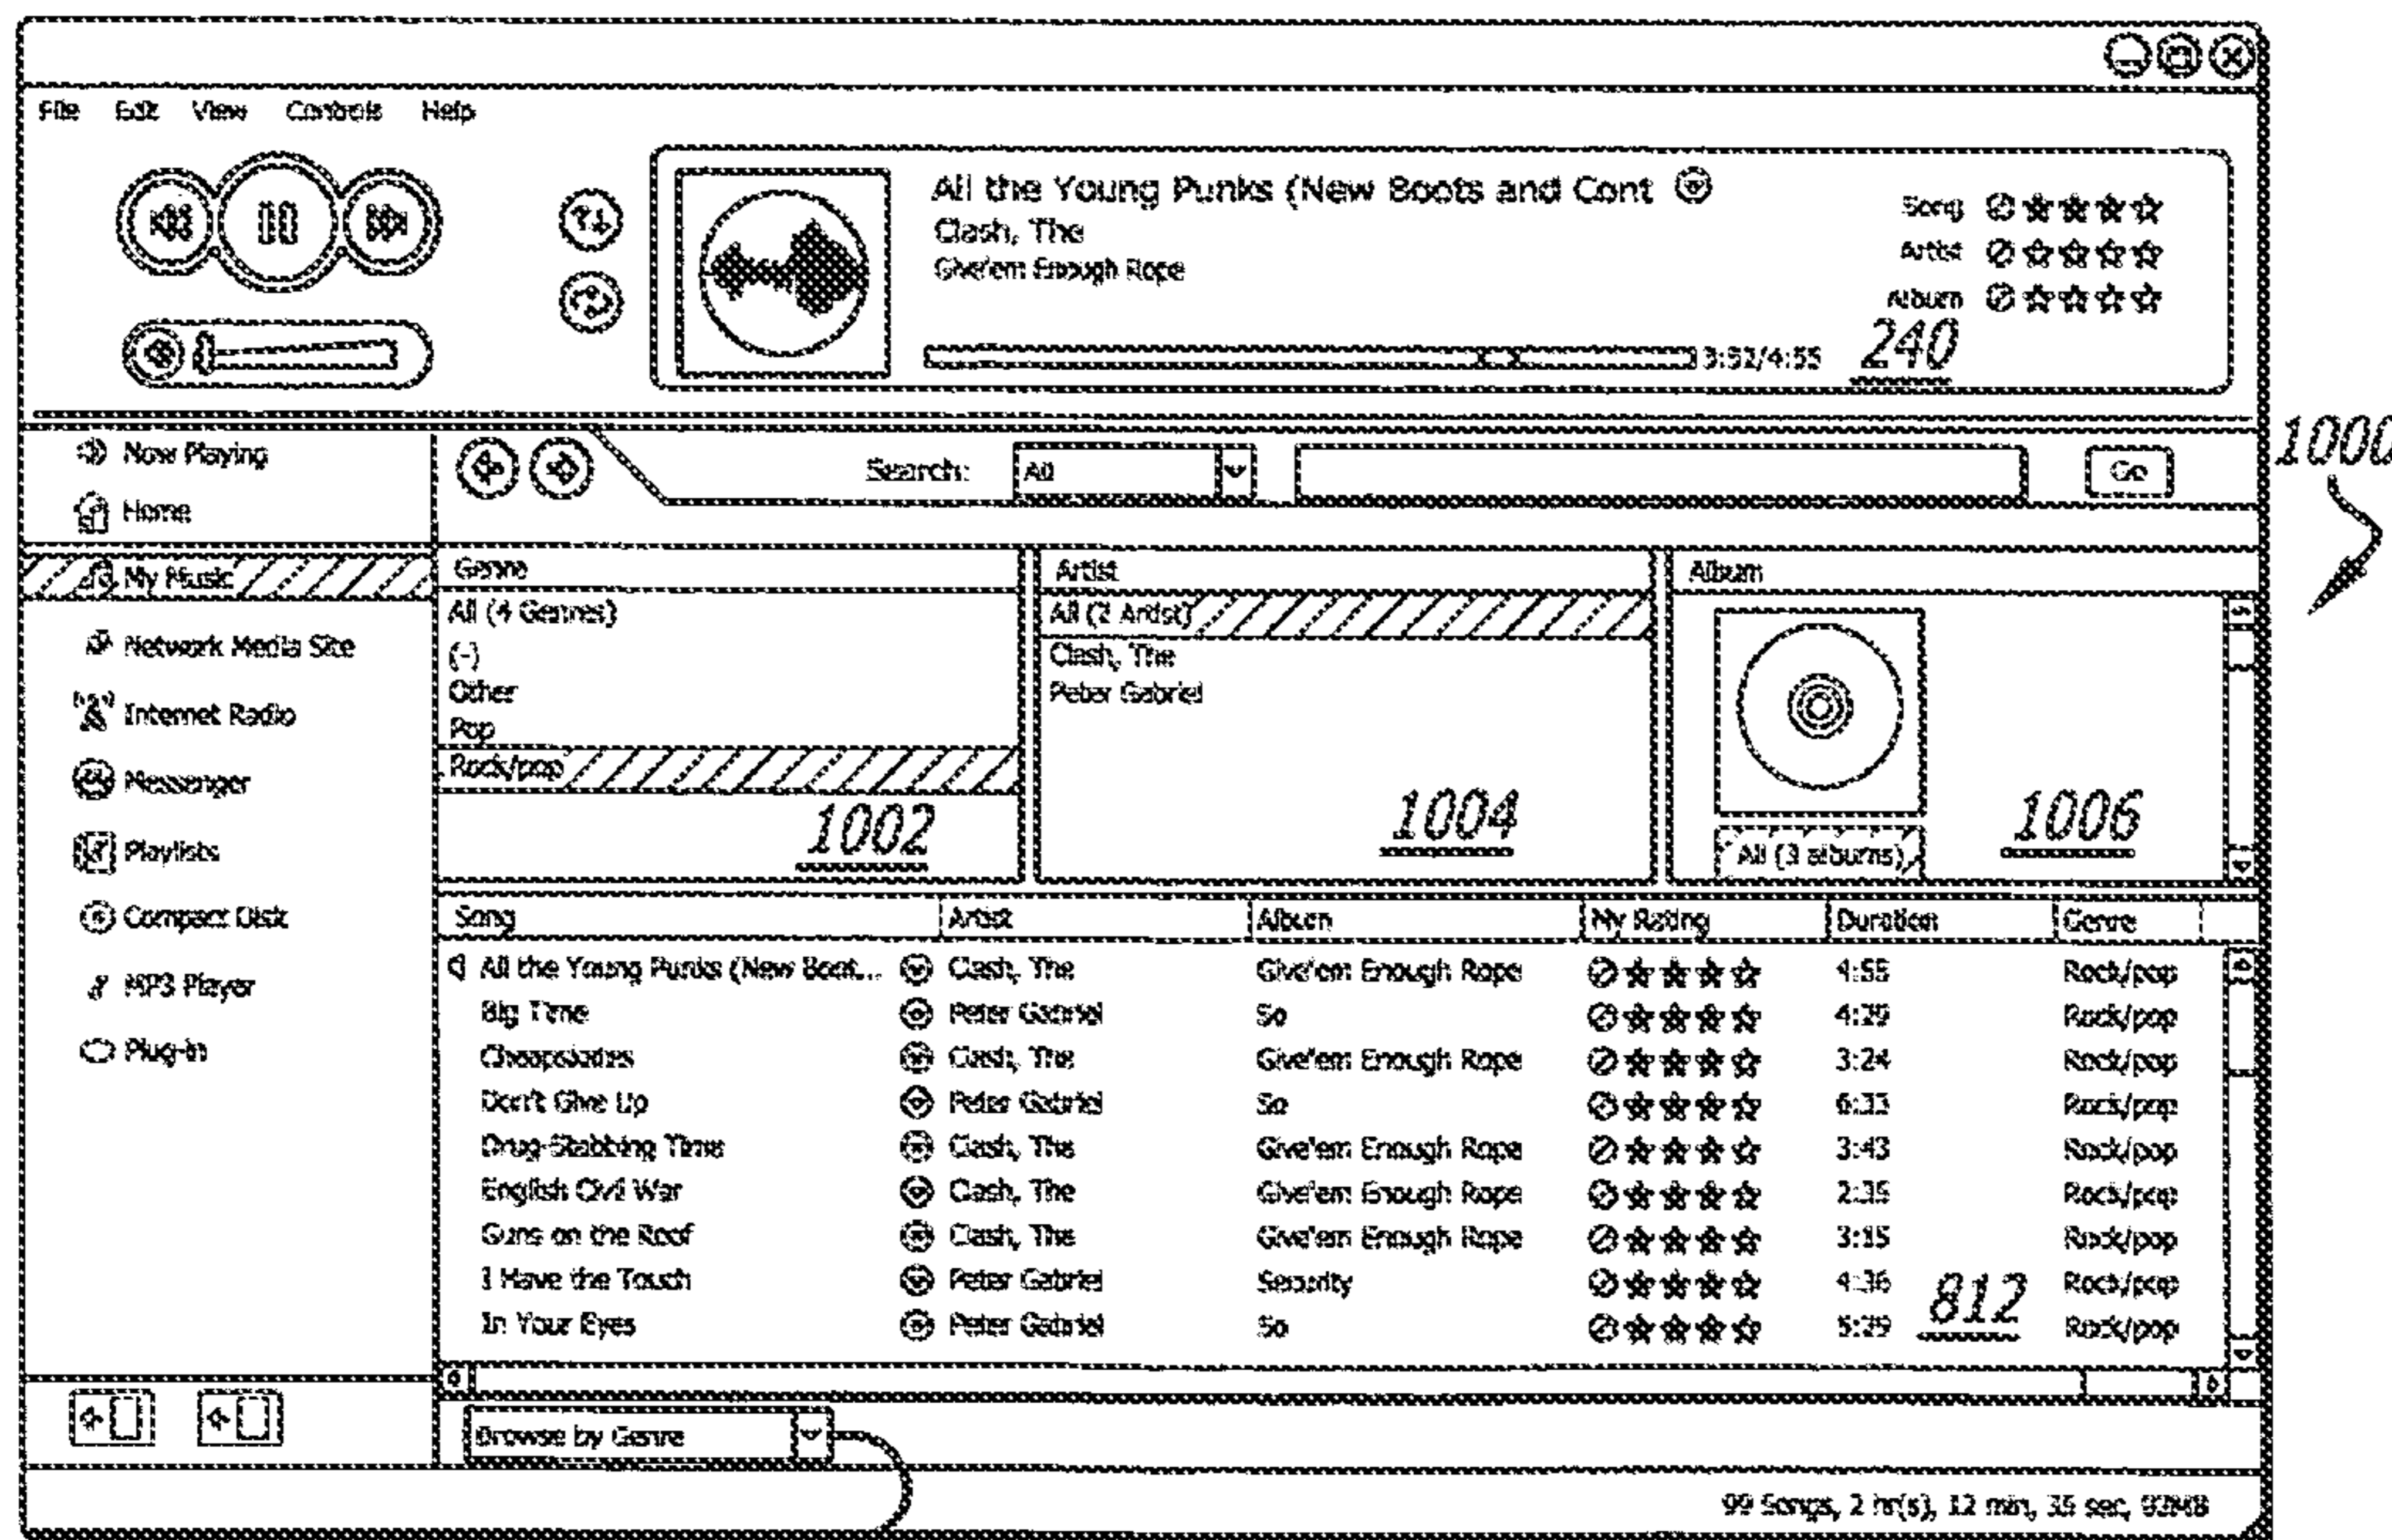 File Edit View Controls Help
All the Young Punks (New Boots and Cont
Clash, The
Give'em Enough Rope
Song
Artist
Album
3:32/4:55
240
1000
Now Playing
Home
Search: All Go
My Music
Network Media Site
Internet Radio
Messenger
Playlists
Compact Disk
MP3 Player
Plug-in
Genre
All (4 Genres)
(-)
Other
Pop
Rock/pop
1002
Artist
All (2 Artist)
Clash, The
Peter Gabriel
1004
Album
All (3 albums)
1006
Song Artist Album My Rating Duration Genre
All the Young Punks (New Boot... Clash, The Give'em Enough Rope 4:55 Rock/pop
Big Time Peter Gabriel So 4:29 Rock/pop
Cheapskates Clash, The Give'em Enough Rope 3:24 Rock/pop
Don't Give Up Peter Gabriel So 6:33 Rock/pop
Drug-Stabbing Time Clash, The Give'em Enough Rope 3:43 Rock/pop
English Civil War Clash, The Give'em Enough Rope 2:35 Rock/pop
Guns on the Roof Clash, The Give'em Enough Rope 3:15 Rock/pop
I Have the Touch Peter Gabriel Security 4:36 Rock/pop
In Your Eyes Peter Gabriel So 5:29 Rock/pop
812
Browse by Genre
99 Songs, 2 hr(s), 12 min, 35 sec,